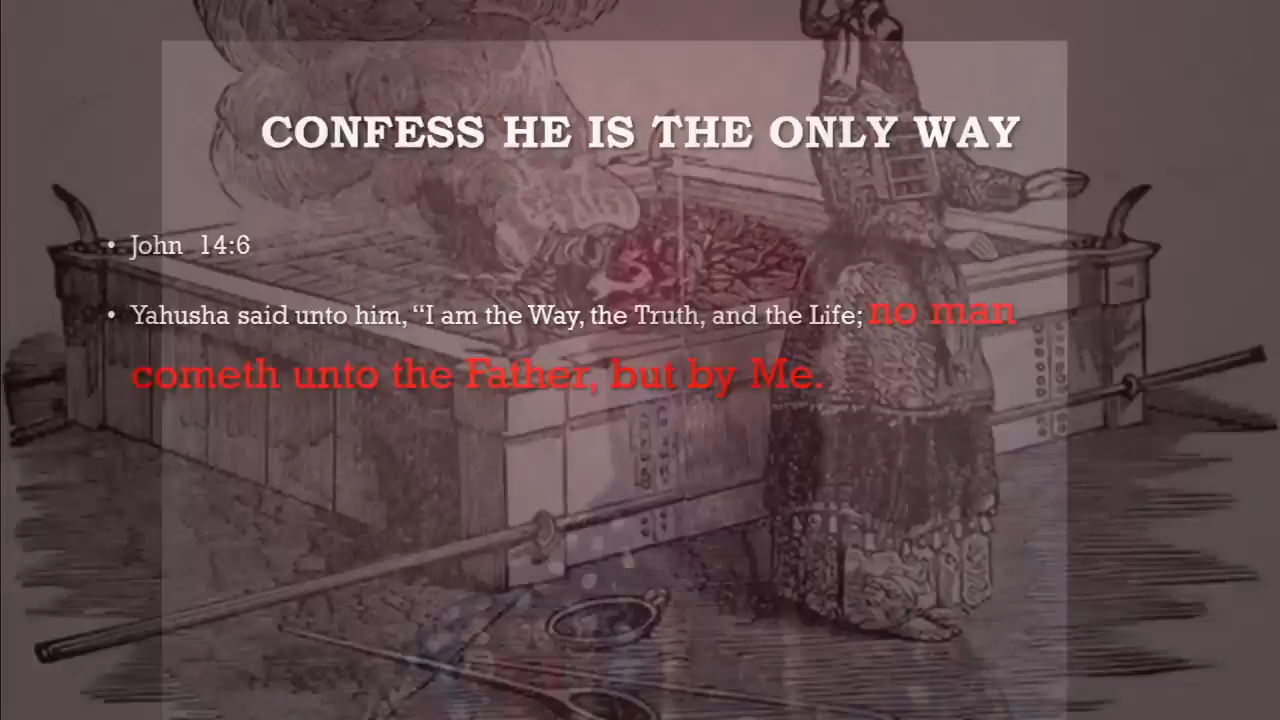 CONFESS HE IS THE ONLY WAY
• John 14:6
• Yahusha said unto him, “I am the Way, the Truth, and the Life; no man
cometh unto the Father, but by Me.